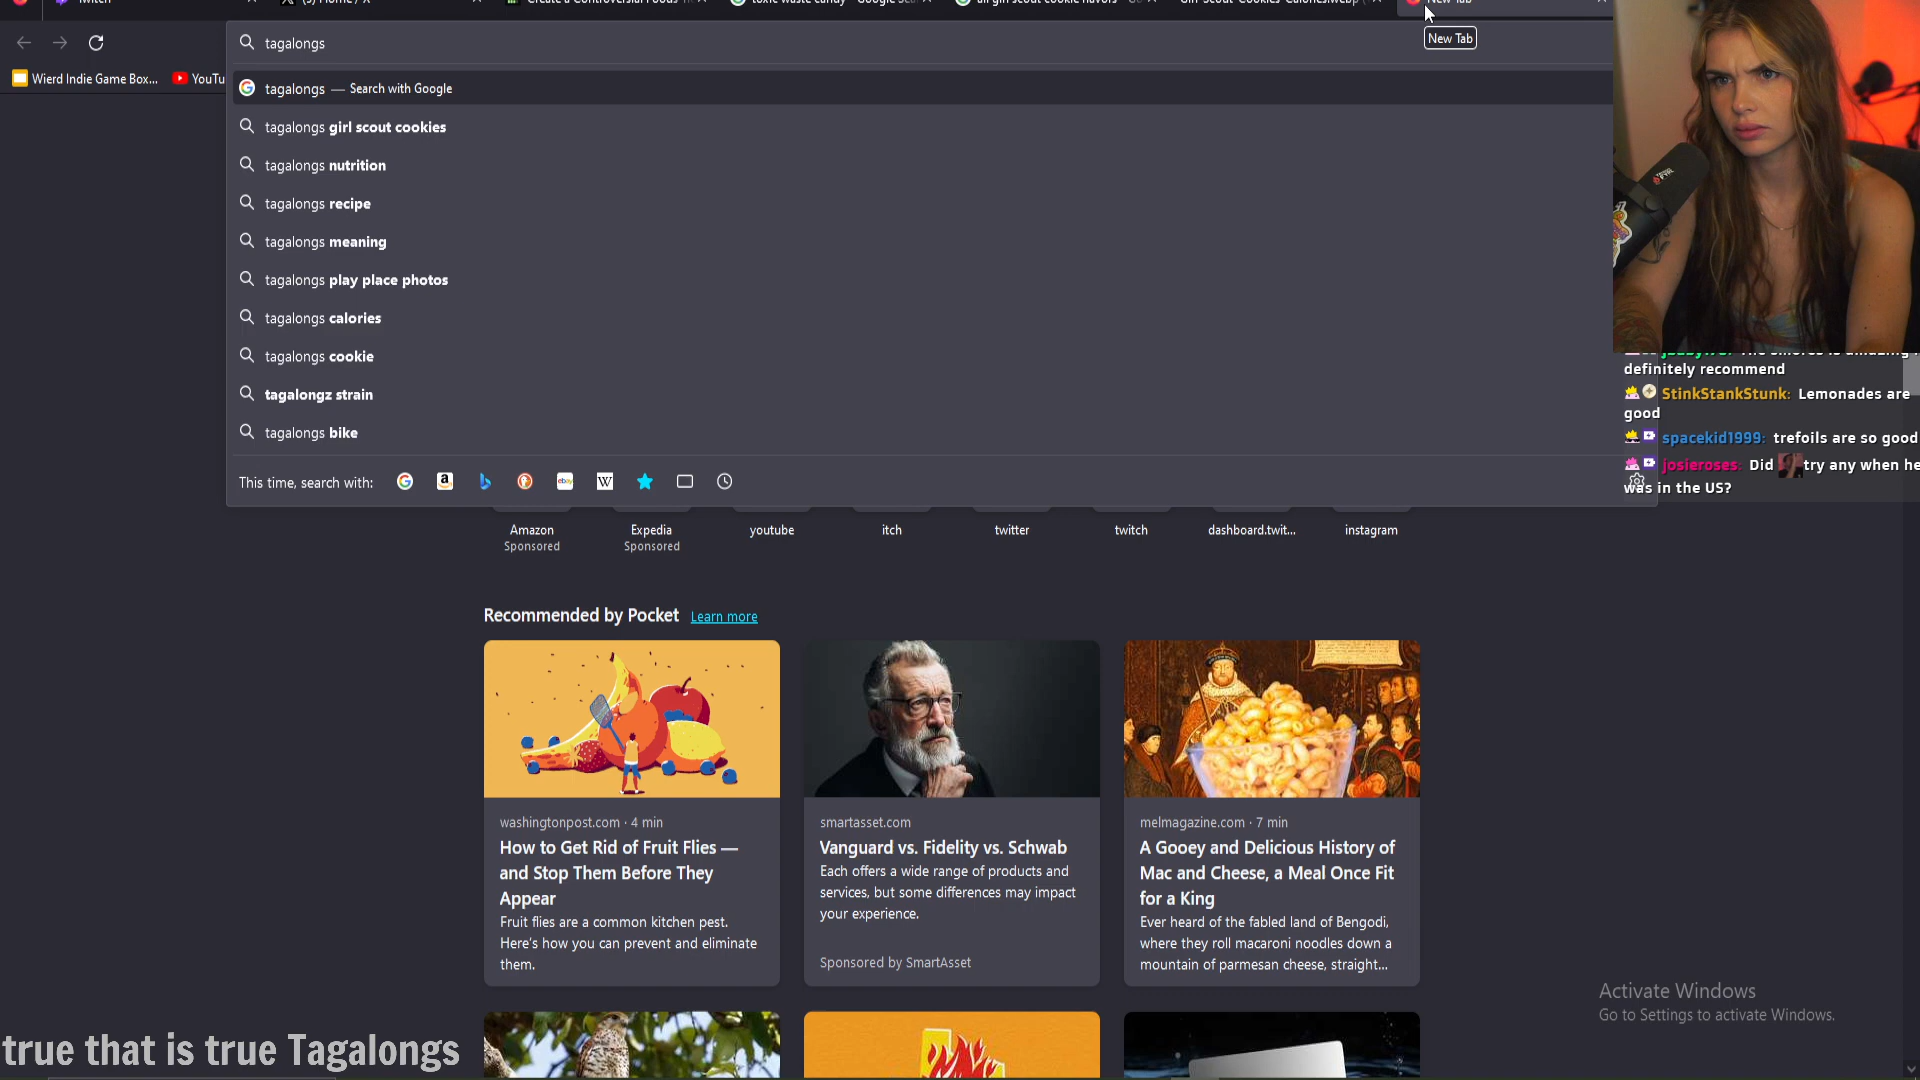 New Tab
tagalongs
New Tab
Wierd Indie Game Box...
YouTu
tagalongs — Search with Google
tagalongs girl scout cookies
tagalongs nutrition
tagalongs recipe
tagalongs meaning
tagalongs play place photos
tagalongs calories
tagalongs cookie
tagalongz strain
tagalongs bike
This time, search with:
definitely recommend
StinkStankStunk: Lemonades are
good
spacekid1999: trefoils are so good
josieroses: Did try any when he
was in the US?
Amazon
Sponsored
Expedia
Sponsored
youtube
itch
twitter
twitch
dashboard.twit...
instagram
Recommended by Pocket Learn more
washingtonpost.com · 4 min
How to Get Rid of Fruit Flies —
and Stop Them Before They
Appear
Fruit flies are a common kitchen pest.
Here's how you can prevent and eliminate
them.
smartasset.com
Vanguard vs. Fidelity vs. Schwab
Each offers a wide range of products and
services, but some differences may impact
your experience.
Sponsored by SmartAsset
melmagazine.com · 7 min
A Gooey and Delicious History of
Mac and Cheese, a Meal Once Fit
for a King
Ever heard of the fabled land of Bengodi,
where they roll macaroni noodles down a
mountain of parmesan cheese, straight...
Activate Windows
Go to Settings to activate Windows.
true that is true Tagalongs